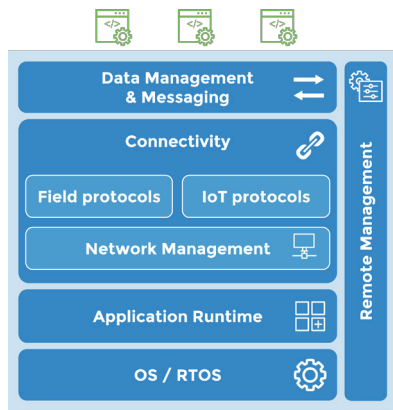 Data Management
& Messaging
Connectivity
Field protocols
IoT protocols
Network Management
Application Runtime
OS / RTOS
Remote Management